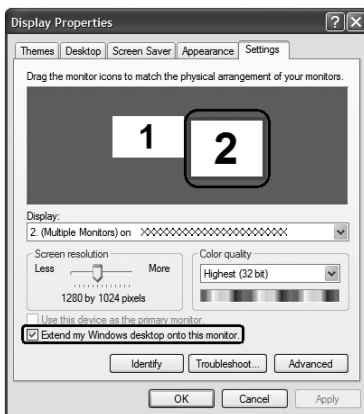 Display Properties
Themes Desktop Screen Saver Appearance Settings
Drag the monitor icons to match the physical arrangement of your monitors.
1 2
Display:
2. (Multiple Monitors) on XXXXXXXXXXXXXXXXXXXXXX
Screen resolution
Less More
1280 by 1024 pixels
Color quality
Highest (32 bit)
Use this device as the primary monitor.
Extend my Windows desktop onto this monitor.
Identify Troubleshoot... Advanced
OK Cancel Apply